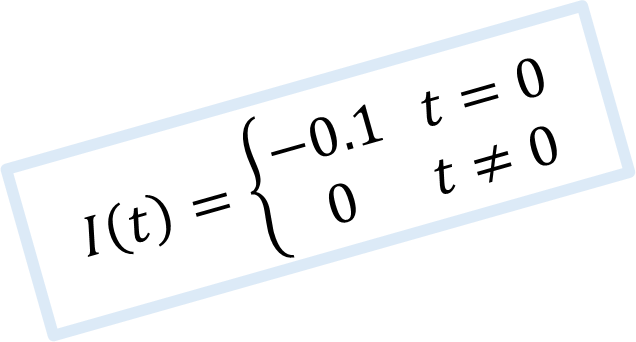 I(t) = { −0.1 t = 0
0 t ≠ 0